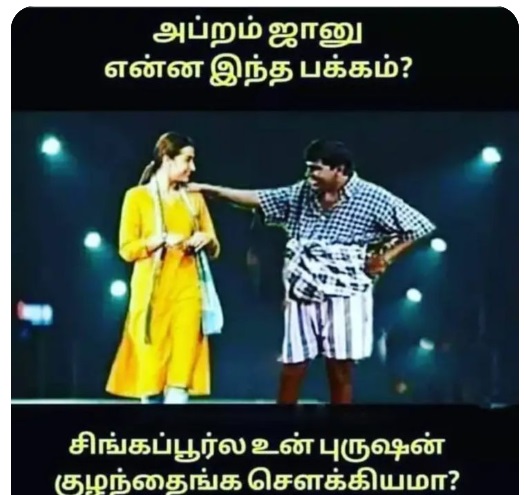 அப்றம் ஜானு
என்ன இந்த பக்கம்?
சிங்கப்பூர்ல உன் புருஷன்
குழந்தைங்க சௌக்கியமா?